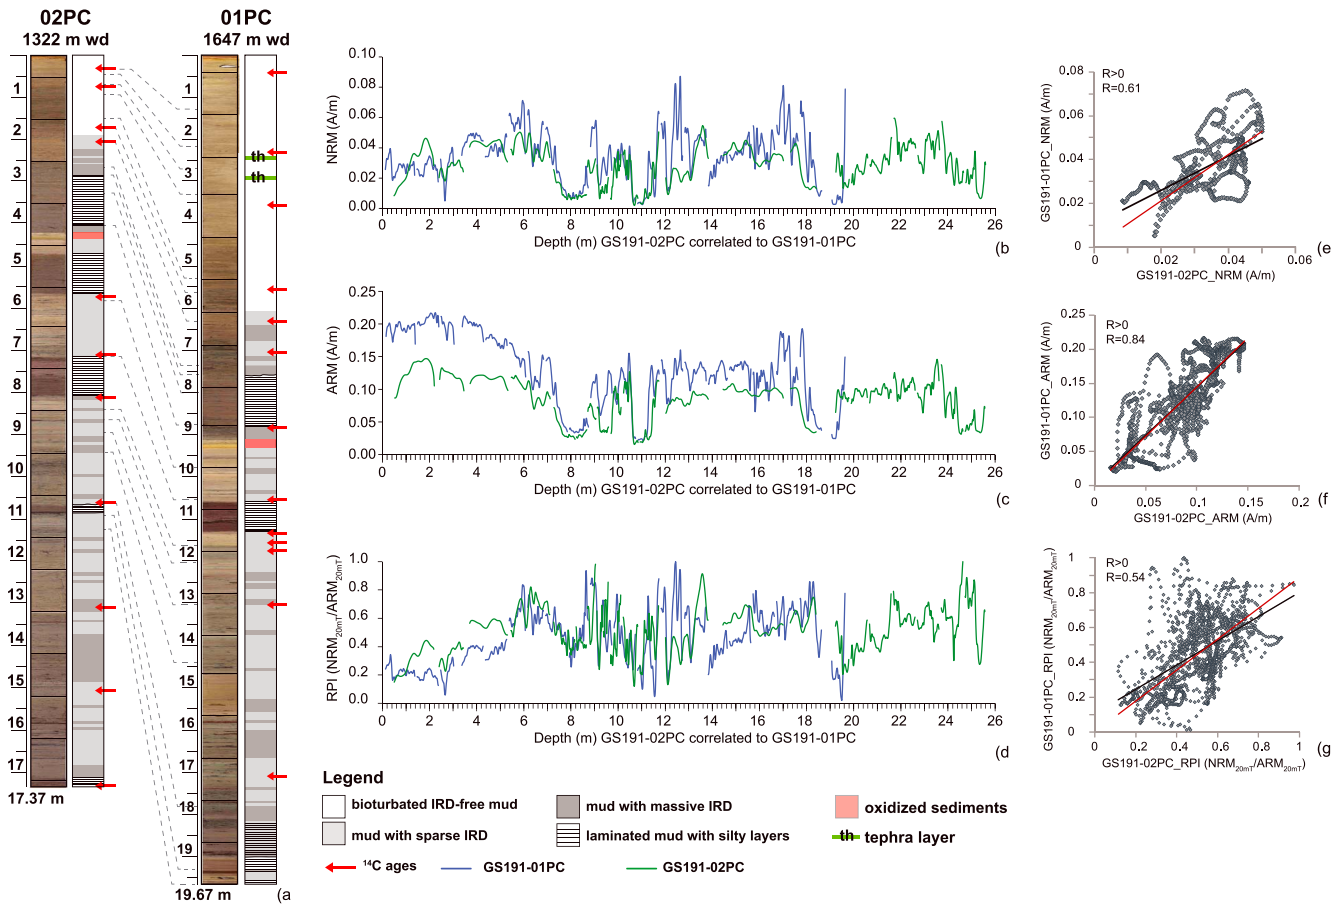 02PC
1322 m wd
01PC
1647 m wd
1
2
3
4
5
6
7
8
9
10
11
12
13
14
15
16
17
17.37 m
1
2
3
4
5
6
7
8
9
10
11
12
13
14
15
16
17
18
19
19.67 m
th
th
(a
NRM (A/m)
0.10
0.08
0.06
0.04
0.02
0.00
0 2 4 6 8 10 12 14 16 18 20 22 24 26
Depth (m) GS191-02PC correlated to GS191-01PC
(b
ARM (A/m)
0.25
0.20
0.15
0.10
0.05
0.00
0 2 4 6 8 10 12 14 16 18 20 22 24 26
Depth (m) GS191-02PC correlated to GS191-01PC
(c
RPI (NRM20mT/ARM20mT)
1.0
0.8
0.6
0.4
0.2
0.0
0 2 4 6 8 10 12 14 16 18 20 22 24 26
Depth (m) GS191-02PC correlated to GS191-01PC
(d
GS191-01PC_NRM (A/m)
0.08
0.06
0.04
0.02
0
R>0
R=0.61
0.02 0.04 0.06
GS191-02PC_NRM (A/m)
(e
GS191-01PC_ARM (A/m)
0.25
0.20
0.15
0.10
0.05
0
R>0
R=0.84
0 0.05 0.1 0.15 0.2
GS191-02PC_ARM (A/m)
(f
GS191-01PC_RPI (NRM20mT/ARM20mT)
1
0.8
0.6
0.4
0.2
0
R>0
R=0.54
0 0.2 0.4 0.6 0.8 1
GS191-02PC_RPI (NRM20mT/ARM20mT)
(g
Legend
bioturbated IRD-free mud
mud with massive IRD
oxidized sediments
mud with sparse IRD
laminated mud with silty layers
th tephra layer
14C ages
GS191-01PC
GS191-02PC